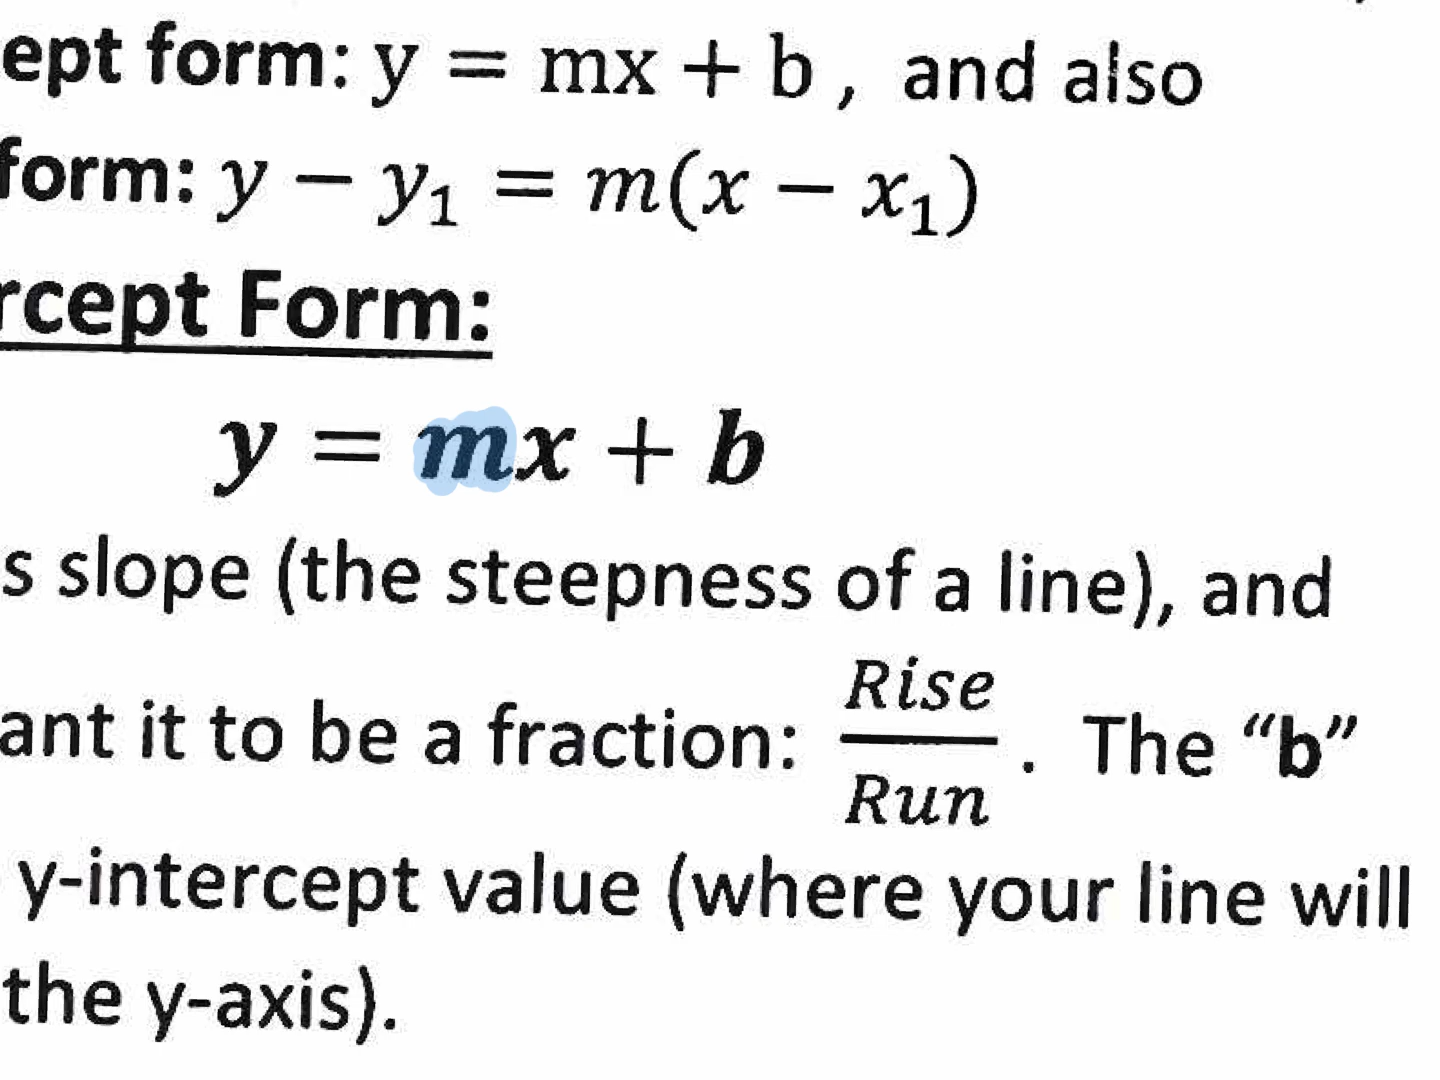 ept form: y = mx + b , and also
form: y − y₁ = m(x − x₁)
rcept Form:
y = mx + b
s slope (the steepness of a line), and
ant it to be a fraction: Rise/Run. The “b”
y-intercept value (where your line will
the y-axis).